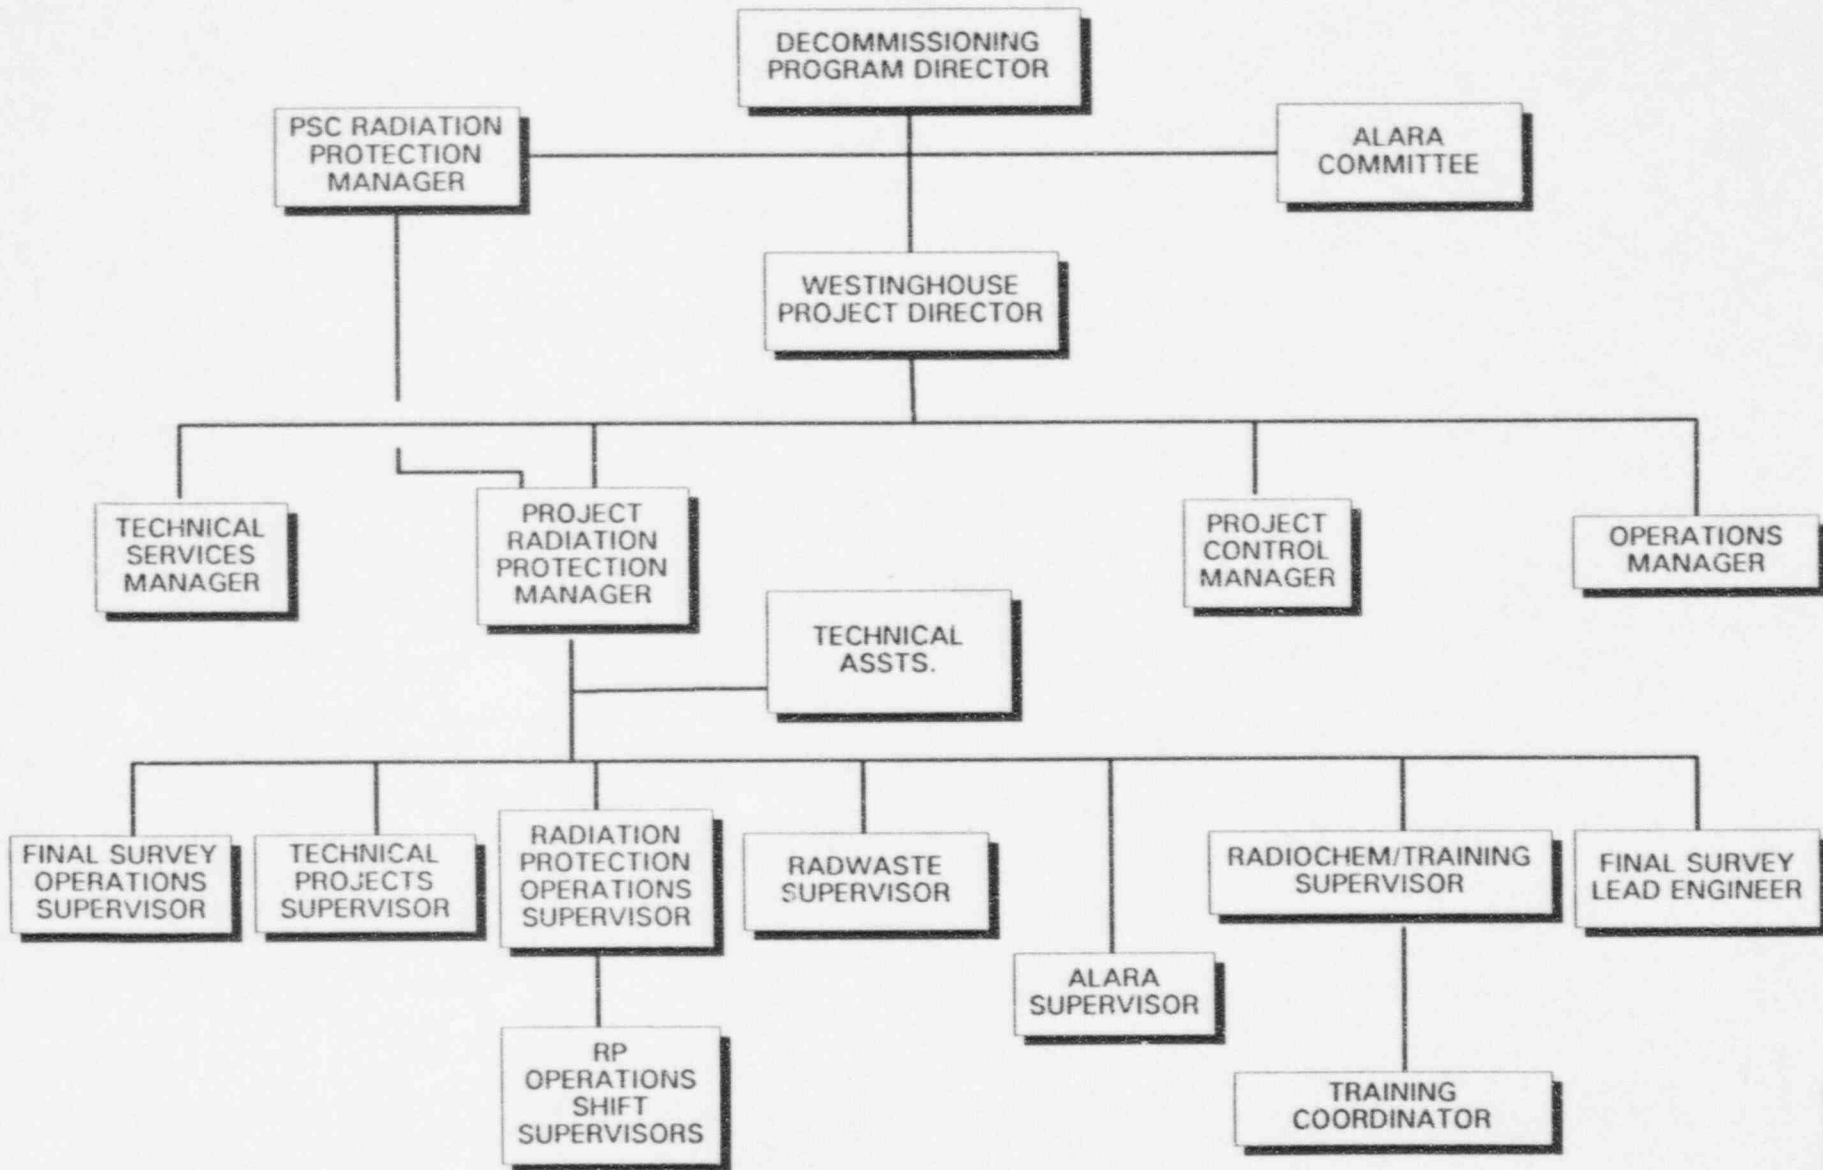 DECOMMISSIONING
PROGRAM DIRECTOR
PSC RADIATION
PROTECTION
MANAGER
ALARA
COMMITTEE
WESTINGHOUSE
PROJECT DIRECTOR
TECHNICAL
SERVICES
MANAGER
PROJECT
RADIATION
PROTECTION
MANAGER
PROJECT
CONTROL
MANAGER
OPERATIONS
MANAGER
TECHNICAL
ASSTS.
FINAL SURVEY
OPERATIONS
SUPERVISOR
TECHNICAL
PROJECTS
SUPERVISOR
RADIATION
PROTECTION
OPERATIONS
SUPERVISOR
RADWASTE
SUPERVISOR
ALARA
SUPERVISOR
RADIOCHEM/TRAINING
SUPERVISOR
FINAL SURVEY
LEAD ENGINEER
RP
OPERATIONS
SHIFT
SUPERVISORS
TRAINING
COORDINATOR